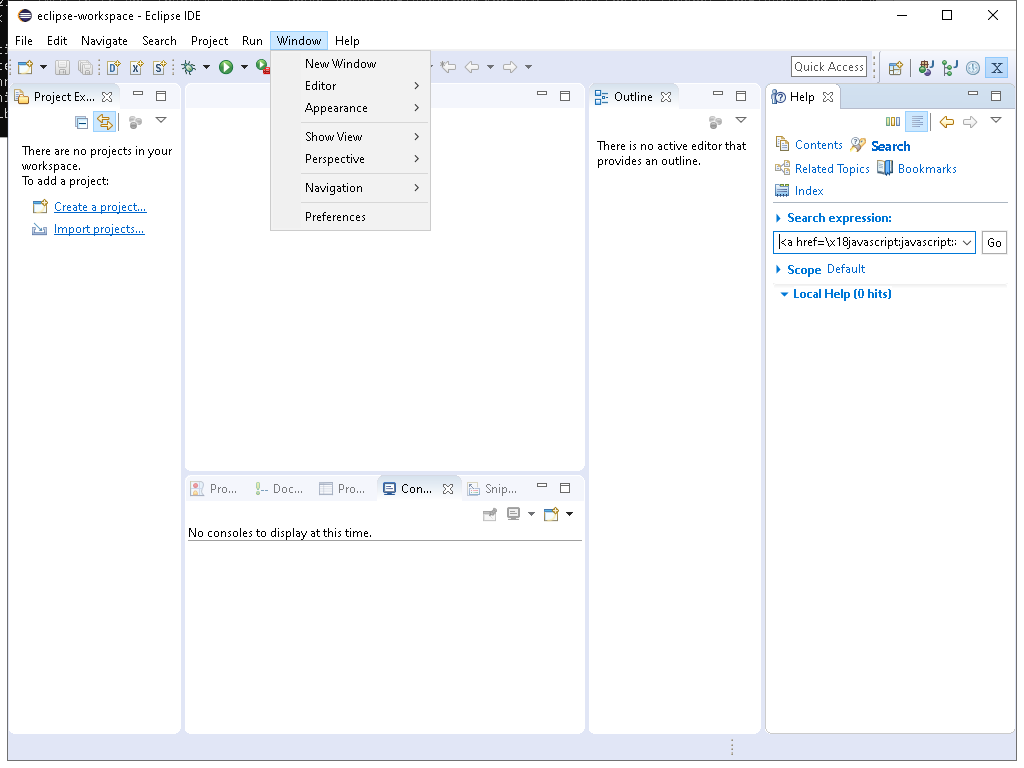 eclipse-workspace - Eclipse IDE
File Edit Navigate Search Project Run Window Help
New Window
Editor
Appearance
Show View
Perspective
Navigation
Preferences
Quick Access
Project Ex...
There are no projects in your
workspace.
To add a project:
Create a project...
Import projects...
Outline
There is no active editor that
provides an outline.
Help
Contents Search
Related Topics Bookmarks
Index
Search expression:
<a href=\x18javascript:javascript:
Go
Scope Default
Local Help (0 hits)
Pro... Doc... Pro... Con... Snip...
No consoles to display at this time.